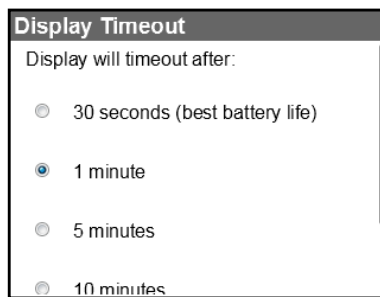 Display Timeout
Display will timeout after:
30 seconds (best battery life)
1 minute
5 minutes
10 minutes